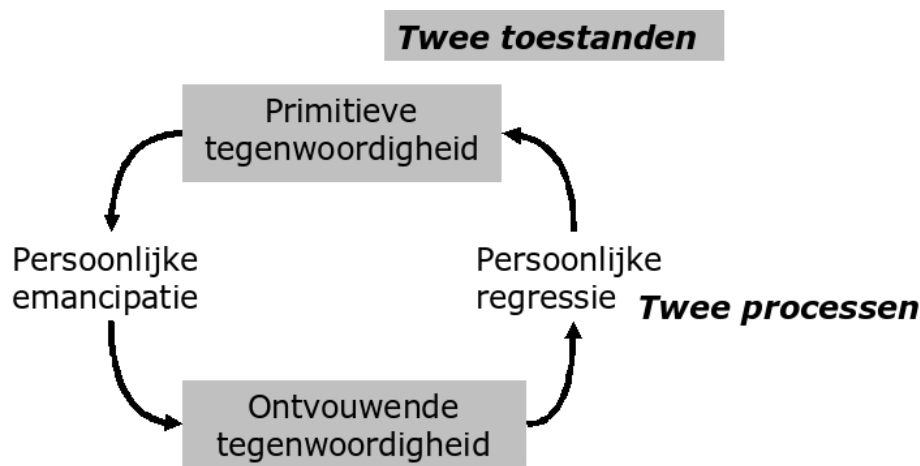 Twee toestanden
Primitieve
tegenwoordigheid
Persoonlijke
emancipatie
Persoonlijke
regressie
Twee processen
Ontvouwende
tegenwoordigheid